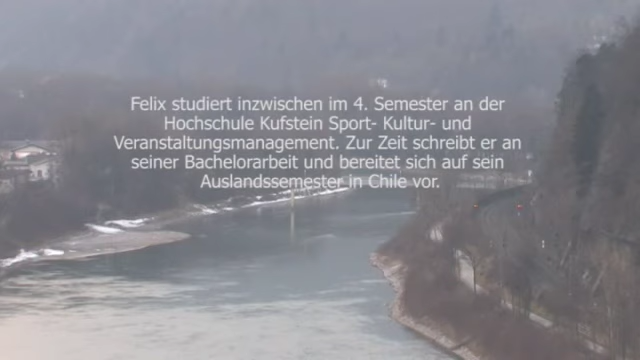 Felix studiert inzwischen im 4. Semester an der
Hochschule Kufstein Sport- Kultur- und
Veranstaltungsmanagement. Zur Zeit schreibt er an
seiner Bachelorarbeit und bereitet sich auf sein
Auslandssemester in Chile vor.